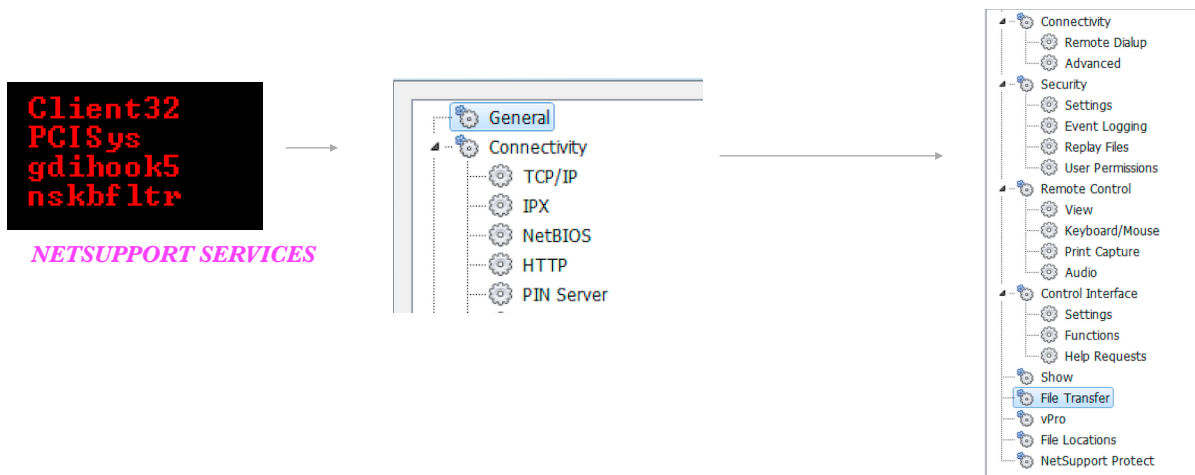 Client32
PCISys
gdihook5
nskbfltr
NETSUPPORT SERVICES
General
Connectivity
TCP/IP
IPX
NetBIOS
HTTP
PIN Server
Connectivity
Remote Dialup
Advanced
Security
Settings
Event Logging
Replay Files
User Permissions
Remote Control
View
Keyboard/Mouse
Print Capture
Audio
Control Interface
Settings
Functions
Help Requests
Show
File Transfer
vPro
File Locations
NetSupport Protect